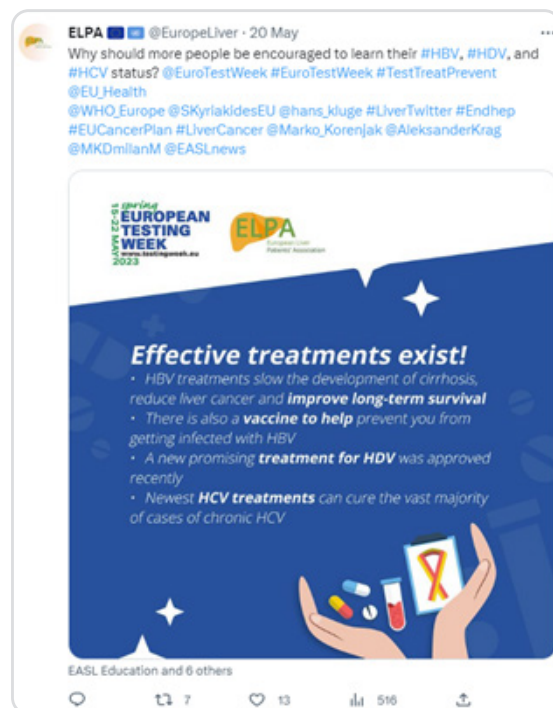 ELPA @EuropeLiver · 20 May
Why should more people be encouraged to learn their #HBV, #HDV, and
#HCV status? @EuroTestWeek #EuroTestWeek #TestTreatPrevent
@EU_Health
@WHO_Europe @SKyriakidesEU @hans_kluge #LiverTwitter #Endhep
#EUCancerPlan #LiverCancer @Marko_Korenjak @AleksanderKrag
@MKDmilanM @EASLnews
spring
EUROPEAN
TESTING
WEEK
www.testingweek.eu
15-22 MAY
2023
ELPA
European Liver
Patients' Association
Effective treatments exist!
• HBV treatments slow the development of cirrhosis,
reduce liver cancer and improve long-term survival
• There is also a vaccine to help prevent you from
getting infected with HBV
• A new promising treatment for HDV was approved
recently
• Newest HCV treatments can cure the vast majority
of cases of chronic HCV
EASL Education and 6 others
7 13 516